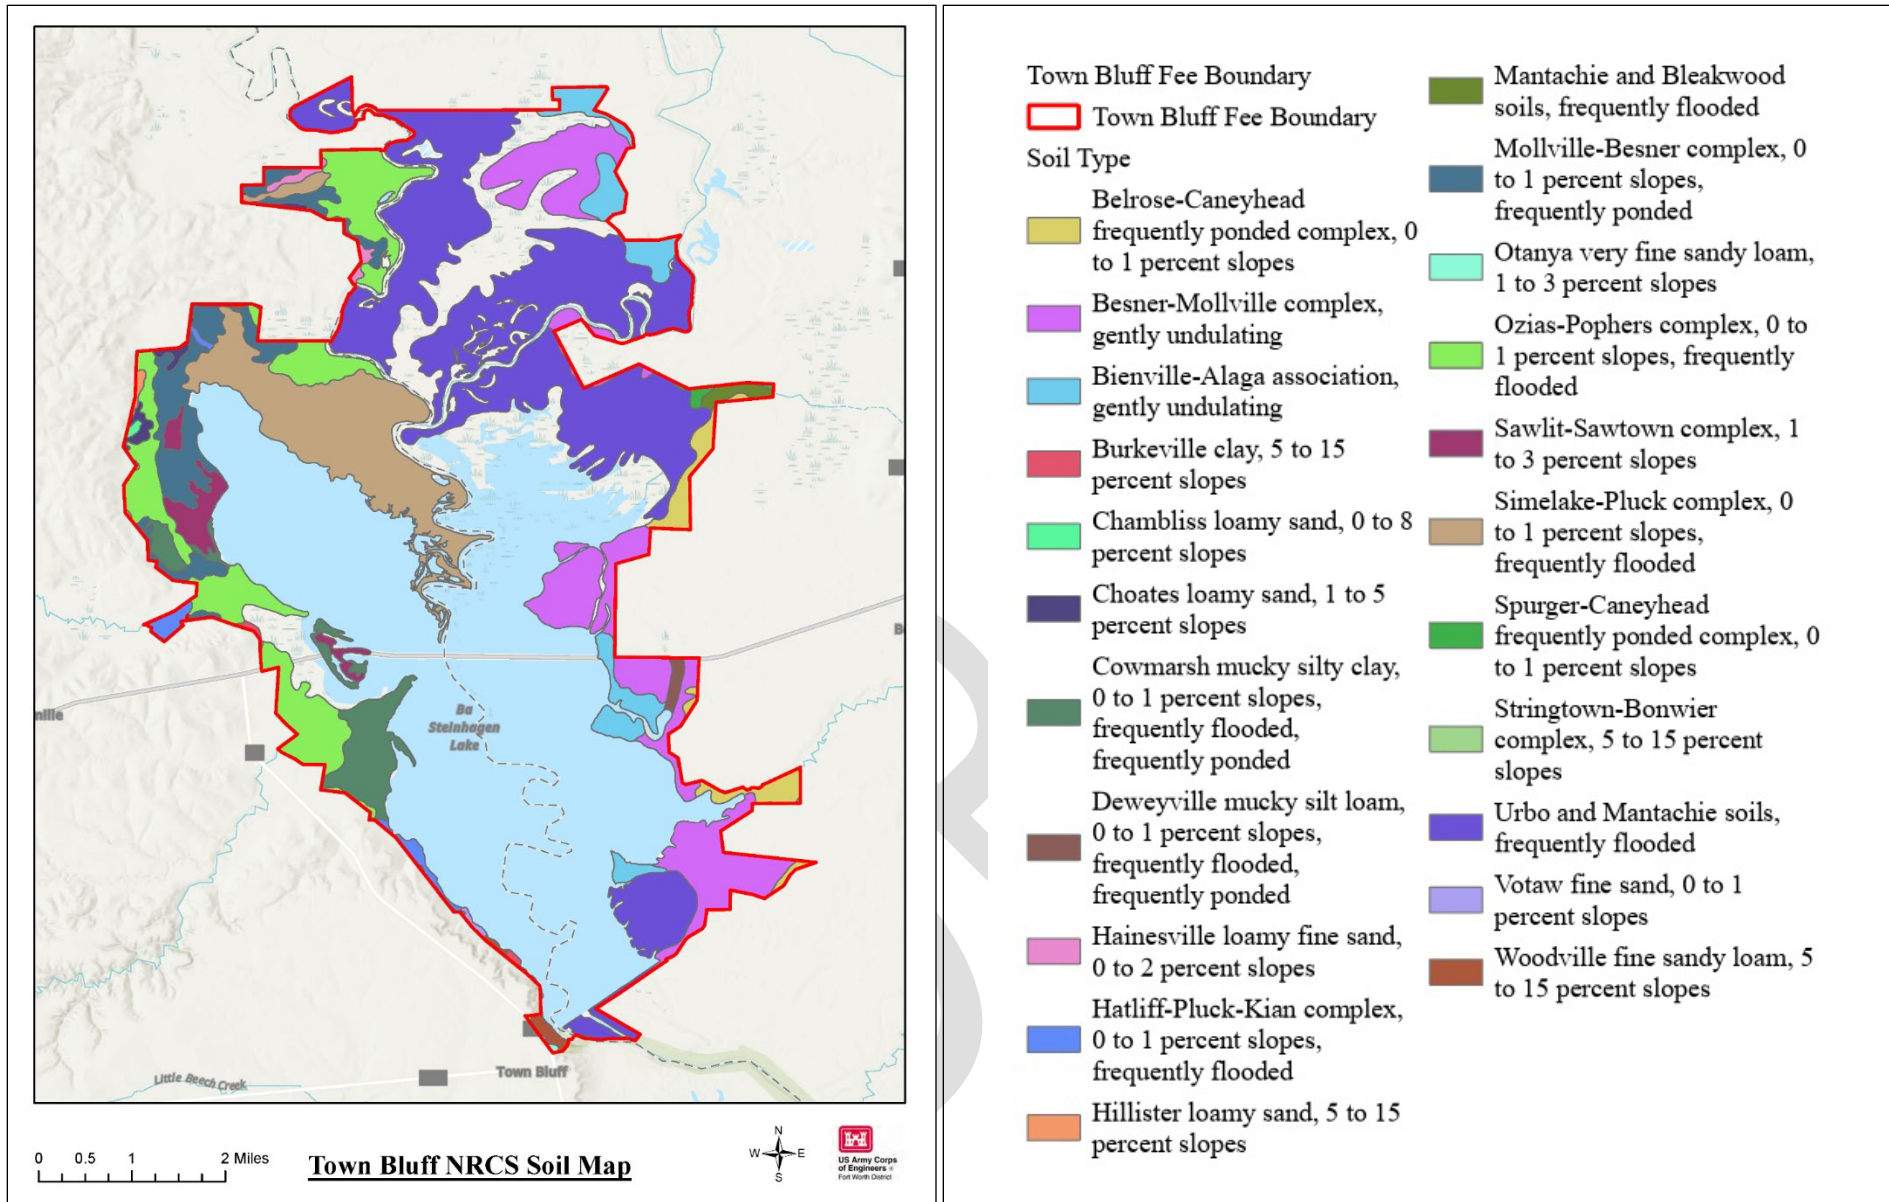 nille
B
Ba
Steinhagen
Lake
Town Bluff
Little Beech Creek
0 0.5 1 2 Miles
Town Bluff NRCS Soil Map
N
W E
S
US Army Corps
of Engineers ®
Fort Worth District
Town Bluff Fee Boundary
Town Bluff Fee Boundary
Soil Type
Belrose-Caneyhead
frequently ponded complex, 0
to 1 percent slopes
Besner-Mollville complex,
gently undulating
Bienville-Alaga association,
gently undulating
Burkeville clay, 5 to 15
percent slopes
Chambliss loamy sand, 0 to 8
percent slopes
Choates loamy sand, 1 to 5
percent slopes
Cowmarsh mucky silty clay,
0 to 1 percent slopes,
frequently flooded,
frequently ponded
Deweyville mucky silt loam,
0 to 1 percent slopes,
frequently flooded,
frequently ponded
Hainesville loamy fine sand,
0 to 2 percent slopes
Hatliff-Pluck-Kian complex,
0 to 1 percent slopes,
frequently flooded
Hillister loamy sand, 5 to 15
percent slopes
Mantachie and Bleakwood
soils, frequently flooded
Mollville-Besner complex, 0
to 1 percent slopes,
frequently ponded
Otanya very fine sandy loam,
1 to 3 percent slopes
Ozias-Pophers complex, 0 to
1 percent slopes, frequently
flooded
Sawlit-Sawtown complex, 1
to 3 percent slopes
Simelake-Pluck complex, 0
to 1 percent slopes,
frequently flooded
Spurger-Caneyhead
frequently ponded complex, 0
to 1 percent slopes
Stringtown-Bonwier
complex, 5 to 15 percent
slopes
Urbo and Mantachie soils,
frequently flooded
Votaw fine sand, 0 to 1
percent slopes
Woodville fine sandy loam, 5
to 15 percent slopes